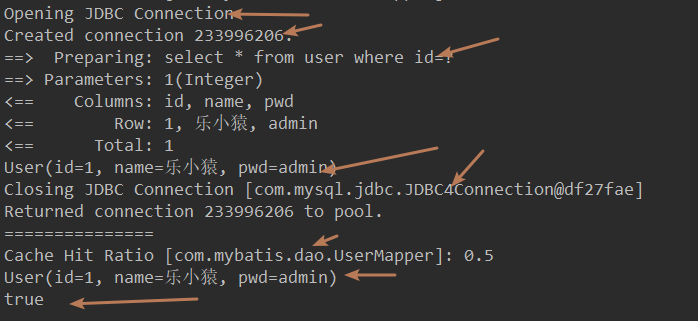 Opening JDBC Connection
Created connection 233996206.
==>  Preparing: select * from user where id=?
==> Parameters: 1(Integer)
<==    Columns: id, name, pwd
<==        Row: 1, 乐小猿, admin
<==      Total: 1
User(id=1, name=乐小猿, pwd=admin)
Closing JDBC Connection [com.mysql.jdbc.JDBC4Connection@df27fae]
Returned connection 233996206 to pool.
===============
Cache Hit Ratio [com.mybatis.dao.UserMapper]: 0.5
User(id=1, name=乐小猿, pwd=admin)
true